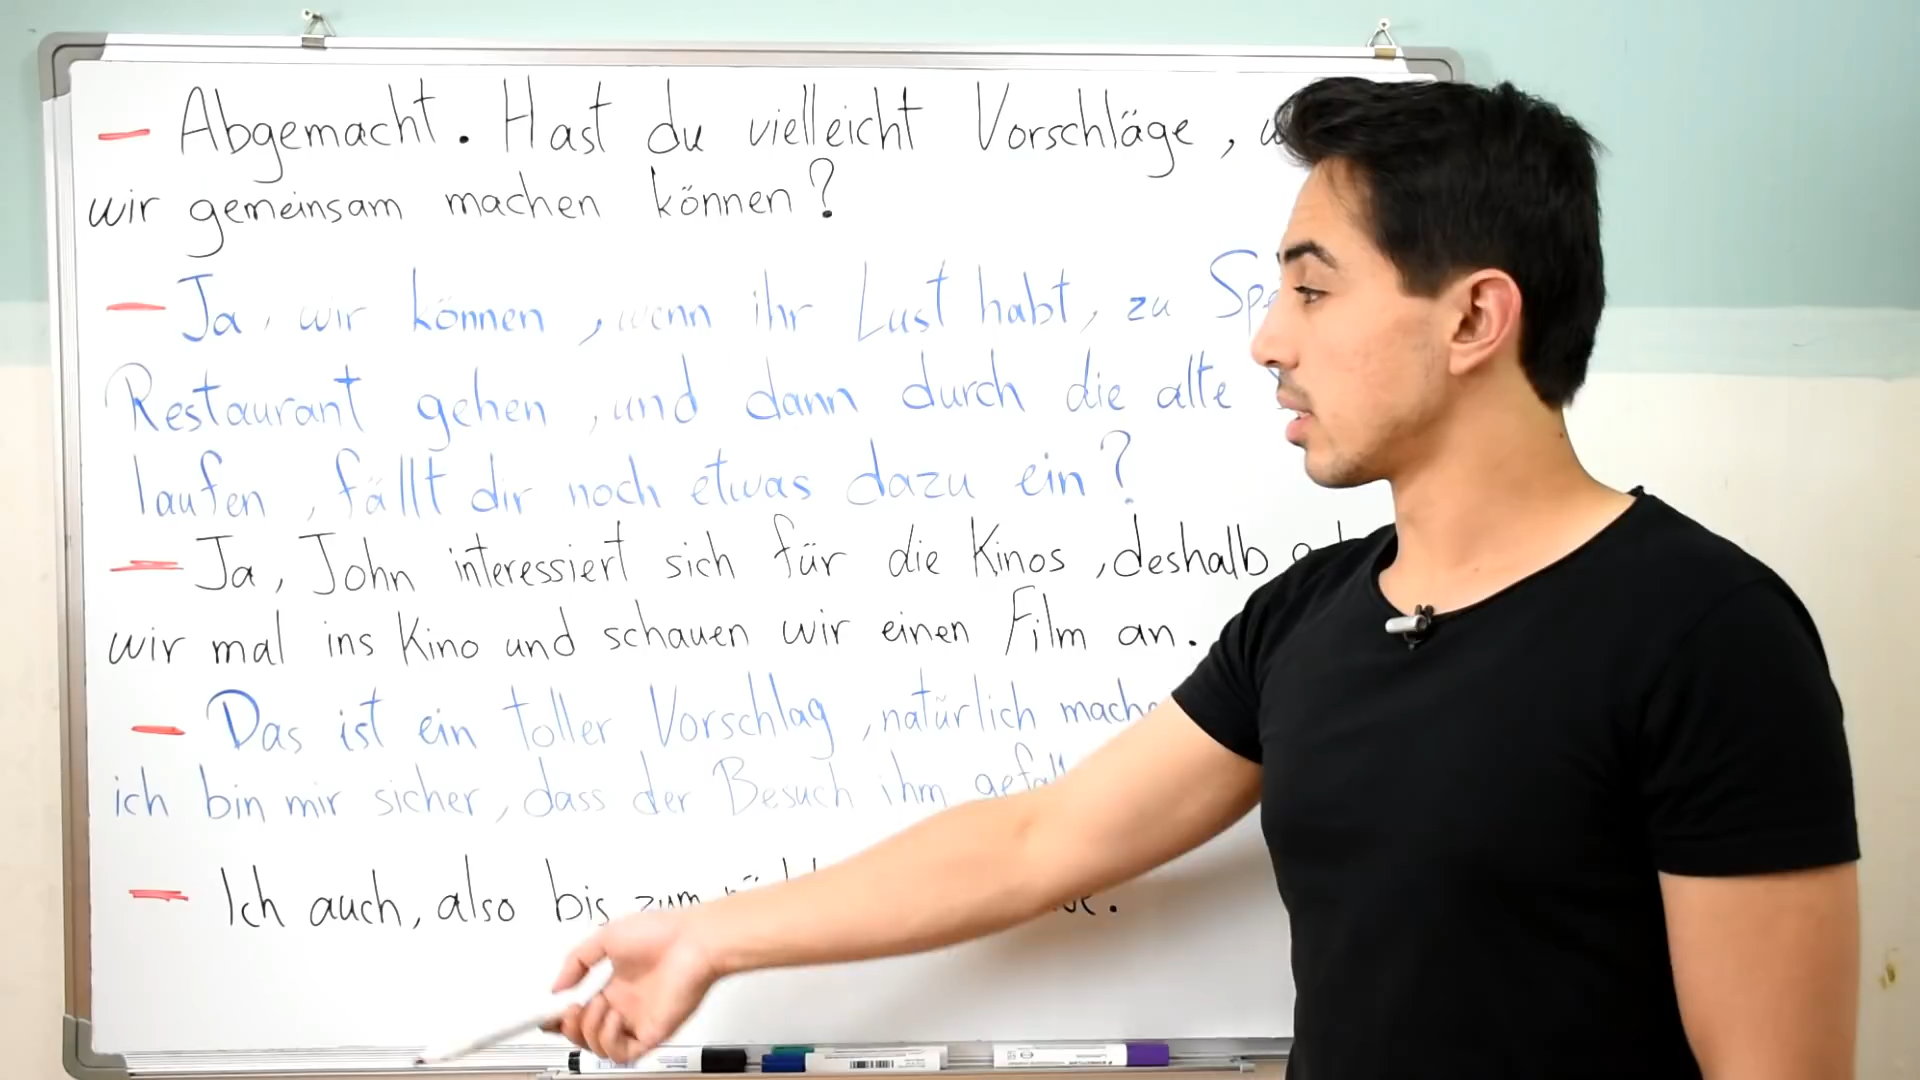 — Abgemacht. Hast du vielleicht Vorschläge,
wir gemeinsam machen können?
— Ja, wir können, wenn ihr Lust habt, zu
Restaurant gehen, und dann durch die alte
laufen, fällt dir noch etwas dazu ein?
— Ja, John interessiert sich für die Kinos, deshalb
wir mal ins Kino und schauen wir einen Film an.
— Das ist ein toller Vorschlag, natürlich
ich bin mir sicher, dass der Besuch ihm
— Ich auch, also bis zum